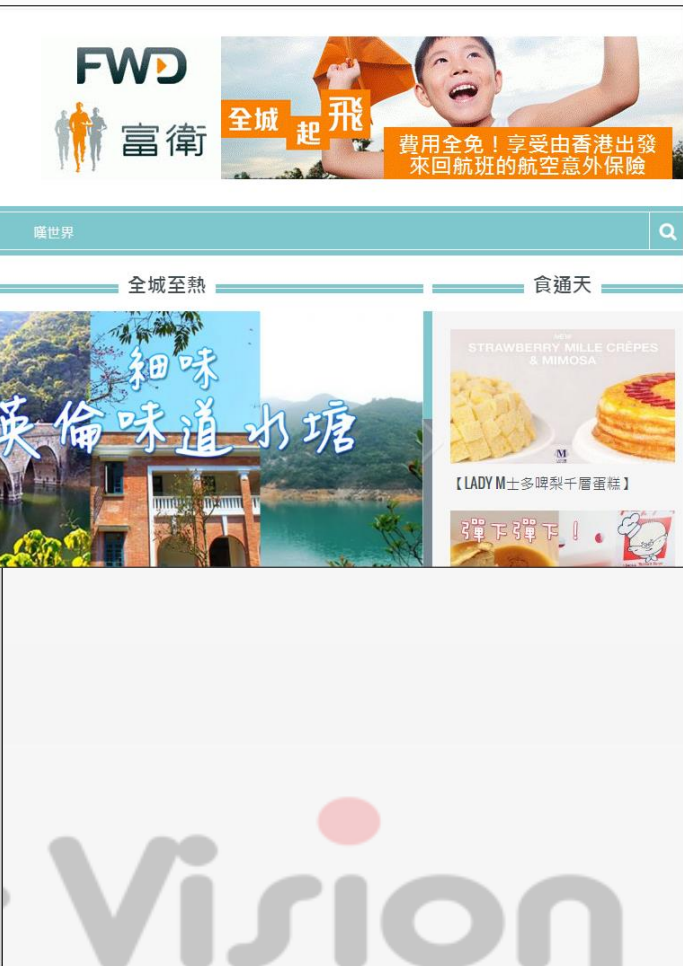 FWD
富衛
全城起飛
費用全免！享受由香港出發
來回航班的航空意外保險
嘆世界
全城至熱
食通天
細味
英倫味道水塘
NEW
STRAWBERRY MILLE CRÊPES
& MIMOSA
M
【LADY M士多啤梨千層蛋糕】
彈下彈下！
Vision